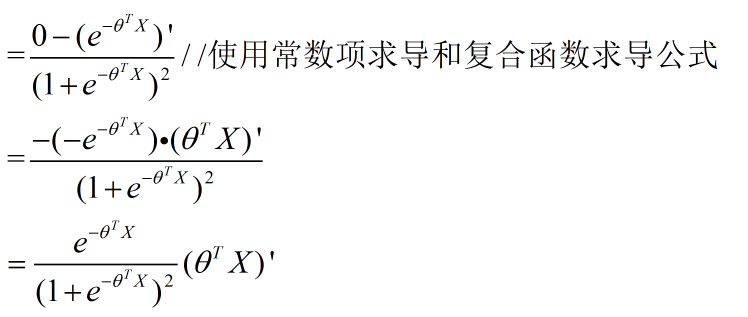 =\frac{0-(e^{-\theta^T X})'}{(1+e^{-\theta^T X})^2}//使用常数项求导和复合函数求导公式
=\frac{-(-e^{-\theta^T X})•(\theta^T X)'}{(1+e^{-\theta^T X})^2}
=\frac{e^{-\theta^T X}}{(1+e^{-\theta^T X})^2}(\theta^T X)'